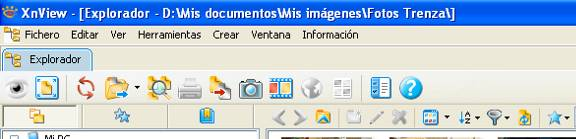 XnView - [Explorador - D:\Mis documentos\Mis imágenes\Fotos Trenza\]
Fichero Editar Ver Herramientas Crear Ventana Información
Explorador
Mi PC